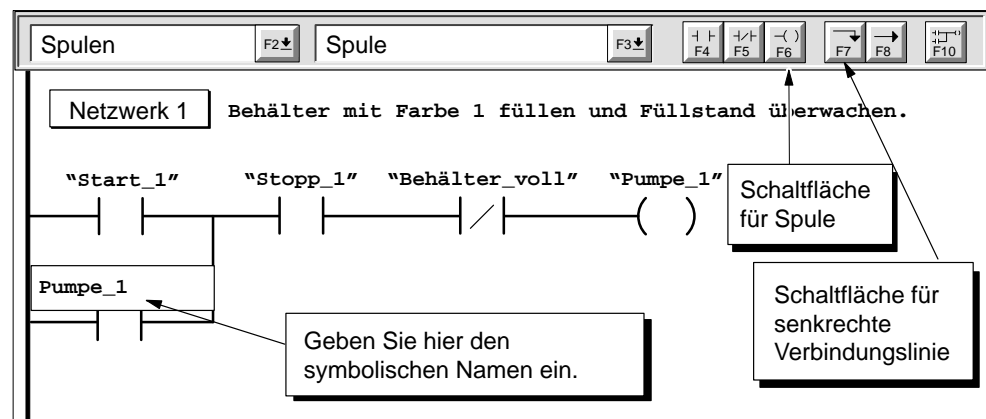 Spulen F2 Spule F3 F4 F5 F6 F7 F8 F10
Netzwerk 1 Behälter mit Farbe 1 füllen und Füllstand überwachen.
"Start_1" "Stopp_1" "Behälter_voll" "Pumpe_1"
Schaltfläche
für Spule
Pumpe_1
Schaltfläche für
senkrechte
Verbindungslinie
Geben Sie hier den
symbolischen Namen ein.